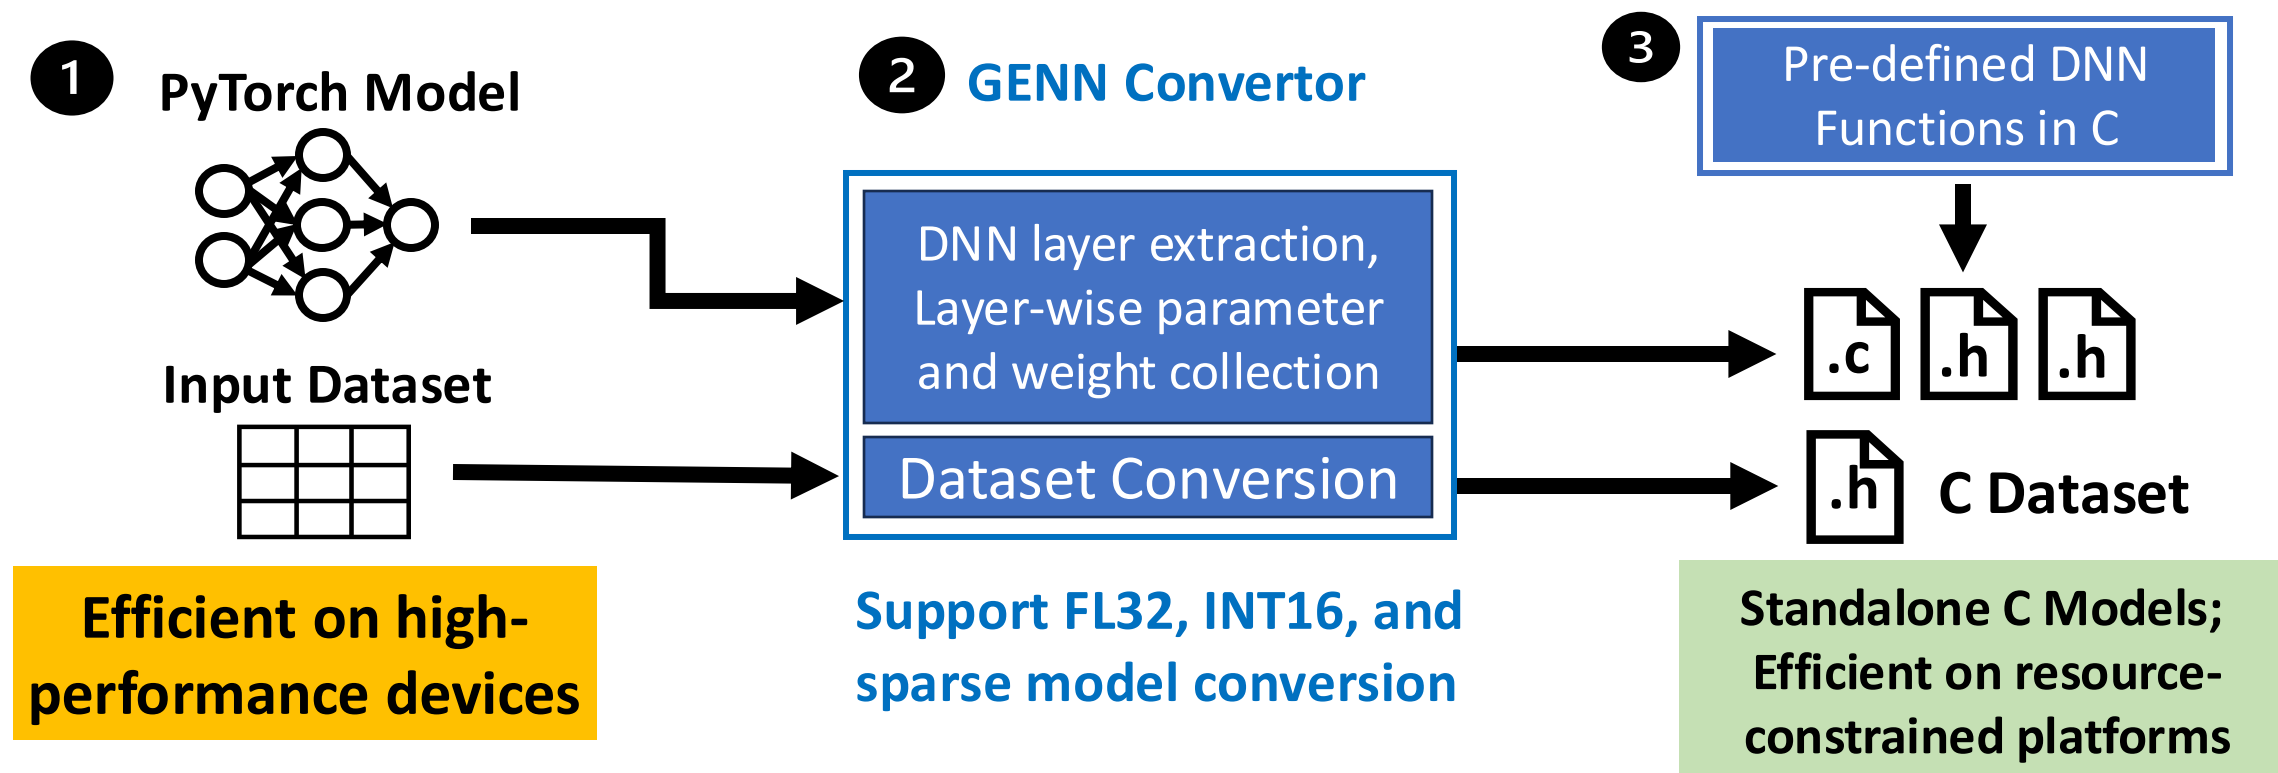 1
PyTorch Model
Input Dataset
Efficient on high-
performance devices
2
GENN Convertor
DNN layer extraction,
Layer-wise parameter
and weight collection
Dataset Conversion
Support FL32, INT16, and
sparse model conversion
3
Pre-defined DNN
Functions in C
.c .h .h
.h C Dataset
Standalone C Models;
Efficient on resource-
constrained platforms